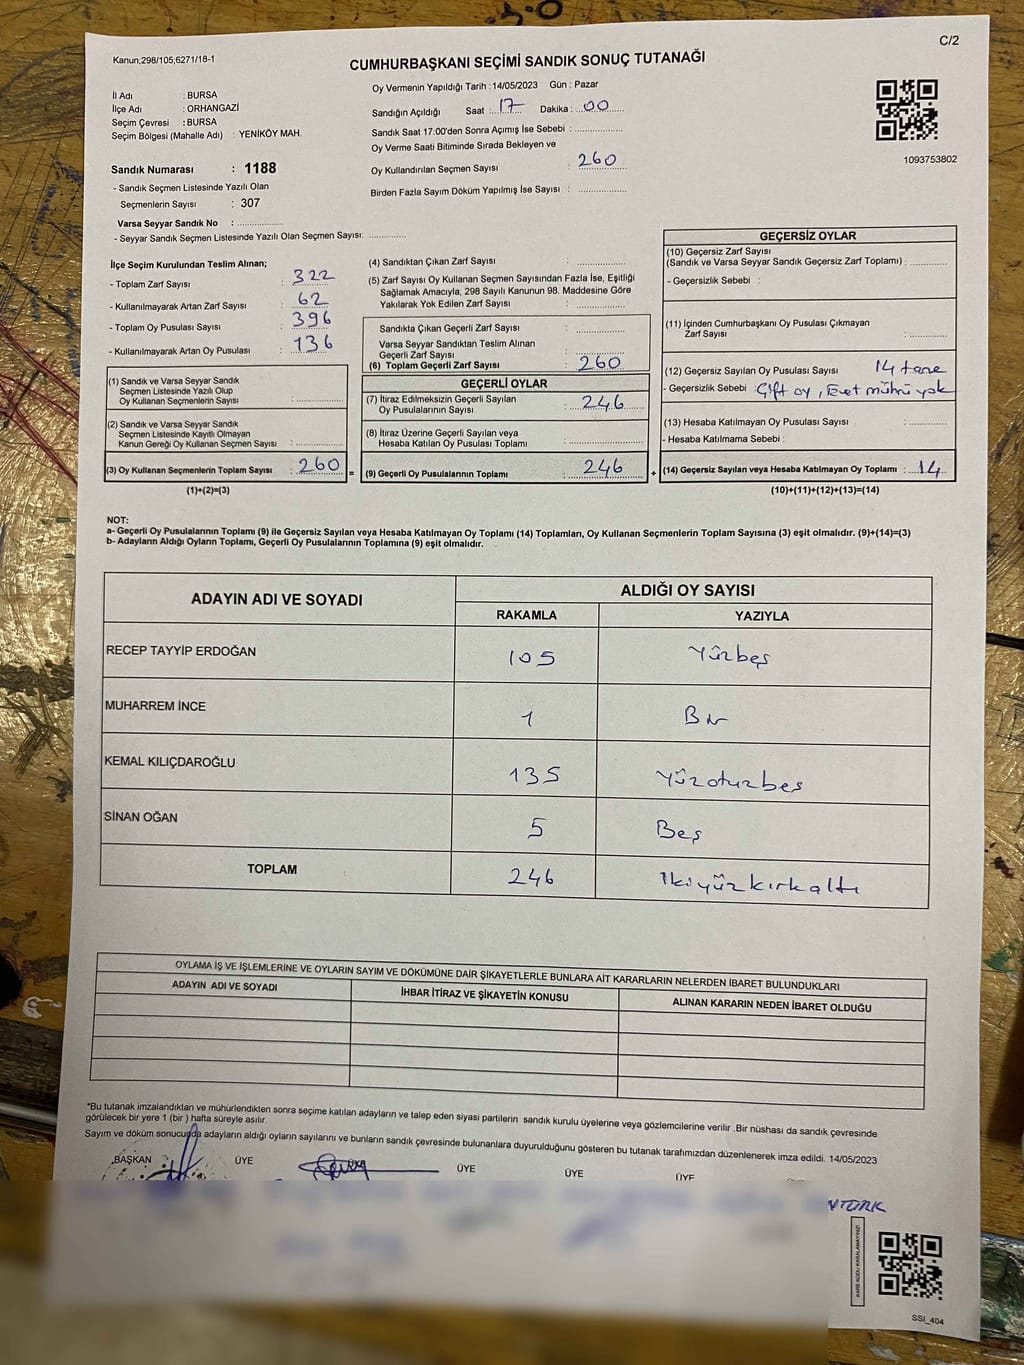 C/2
Kanun,298/105;6271/18-1
CUMHURBAŞKANI SEÇİMİ SANDIK SONUÇ TUTANAĞI
İl Adı : BURSA
İlçe Adı : ORHANGAZİ
Seçim Çevresi : BURSA
Seçim Bölgesi (Mahalle Adı) : YENİKÖY MAH.
Sandık Numarası : 1188
- Sandık Seçmen Listesinde Yazılı Olan
Seçmenlerin Sayısı : 307
Varsa Seyyar Sandık No :
- Seyyar Sandık Seçmen Listesinde Yazılı Olan Seçmen Sayısı:
Oy Vermenin Yapıldığı Tarih : 14/05/2023 Gün : Pazar
Sandığın Açıldığı Saat : 17 Dakika : 00
Sandık Saat 17:00'den Sonra Açımış İse Sebebi :
Oy Verme Saati Bitiminde Sırada Bekleyen ve
Oy Kullandırılan Seçmen Sayısı : 260
Birden Fazla Sayım Döküm Yapılmış İse Sayısı :
1093753802
İlçe Seçim Kurulundan Teslim Alınan;
- Toplam Zarf Sayısı : 322
- Kullanılmayarak Artan Zarf Sayısı : 62
- Toplam Oy Pusulası Sayısı : 396
- Kullanılmayarak Artan Oy Pusulası : 136
(1) Sandık ve Varsa Seyyar Sandık
Seçmen Listesinde Yazılı Olup
Oy Kullanan Seçmenlerin Sayısı :
(2) Sandık ve Varsa Seyyar Sandık
Seçmen Listesinde Kayıtlı Olmayan
Kanun Gereği Oy Kullanan Seçmen Sayısı :
(3) Oy Kullanan Seçmenlerin Toplam Sayısı : 260 =
(1)+(2)=(3)
(4) Sandıktan Çıkan Zarf Sayısı :
(5) Zarf Sayısı Oy Kullanan Seçmen Sayısından Fazla İse, Eşitliği
Sağlamak Amacıyla, 298 Sayılı Kanunun 98. Maddesine Göre
Yakılarak Yok Edilen Zarf Sayısı :
Sandıkta Çıkan Geçerli Zarf Sayısı :
Varsa Seyyar Sandıktan Teslim Alınan
Geçerli Zarf Sayısı :
(6) Toplam Geçerli Zarf Sayısı : 260
GEÇERLİ OYLAR
(7) İtiraz Edilmeksizin Geçerli Sayılan
Oy Pusulalarının Sayısı : 246
(8) İtiraz Üzerine Geçerli Sayılan veya
Hesaba Katılan Oy Pusulalarının Toplamı :
(9) Geçerli Oy Pusulalarının Toplamı : 246 +
GEÇERSİZ OYLAR
(10) Geçersiz Zarf Sayısı
(Sandık ve Varsa Seyyar Sandık Geçersiz Zarf Toplamı) :
- Geçersizlik Sebebi :
(11) İçinden Cumhurbaşkanı Oy Pusulası Çıkmayan
Zarf Sayısı :
(12) Geçersiz Sayılan Oy Pusulası Sayısı : 14 tane
- Geçersizlik Sebebi : Çift oy, Evet mührü yok
(13) Hesaba Katılmayan Oy Pusulası Sayısı :
- Hesaba Katılmama Sebebi :
(14) Geçersiz Sayılan veya Hesaba Katılmayan Oy Toplamı : 14
(10)+(11)+(12)+(13)=(14)
NOT:
a- Geçerli Oy Pusulalarının Toplamı (9) ile Geçersiz Sayılan veya Hesaba Katılmayan Oy Toplamı (14) Toplamları, Oy Kullanan Seçmenlerin Toplam Sayısına (3) eşit olmalıdır. (9)+(14)=(3)
b- Adayların Aldığı Oyların Toplamı, Geçerli Oy Pusulalarının Toplamına (9) eşit olmalıdır.
ADAYIN ADI VE SOYADI ALDIĞI OY SAYISI
RAKAMLA YAZIYLA
RECEP TAYYİP ERDOĞAN 105 Yüzbeş
MUHARREM İNCE 1 Bir
KEMAL KILIÇDAROĞLU 135 Yüzotuzbeş
SİNAN OĞAN 5 Beş
TOPLAM 246 İkiyüzkırkaltı
OYLAMA İŞ VE İŞLEMLERİNE VE OYLARIN SAYIM VE DÖKÜMÜNE DAİR ŞİKAYETLERLE BUNLARA AİT KARARLARIN NELERDEN İBARET BULUNDUKLARI
ADAYIN ADI VE SOYADI İHBAR İTİRAZ VE ŞİKAYETİN KONUSU ALINAN KARARIN NEDEN İBARET OLDUĞU
*Bu tutanak imzalandıktan ve mühürlendikten sonra seçime katılan adayların ve talep eden siyasi partilerin sandık kurulu üyelerine veya gözlemcilerine verilir .Bir nüshası da sandık çevresinde
görülecek bir yere 1 (bir ) hafta süreyle asılır.
Sayım ve döküm sonucunda adayların aldığı oyların sayılarını ve bunların sandık çevresinde bulunanlara duyurulduğunu gösteren bu tutanak tarafımızdan düzenlenerek imza edildi. 14/05/2023
BAŞKAN ÜYE ÜYE ÜYE ÜYE
KARE KODU KARALAMAYINIZ!
SSI_404